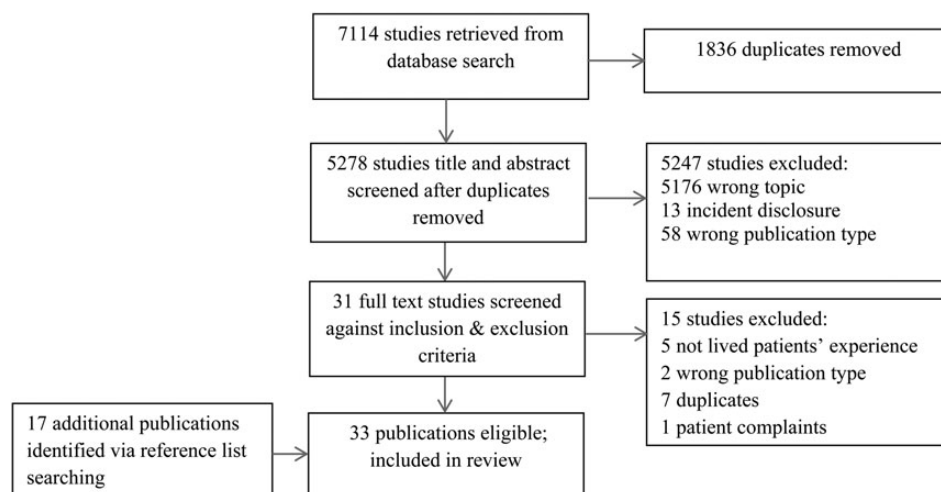 7114 studies retrieved from
database search
1836 duplicates removed
5278 studies title and abstract
screened after duplicates
removed
5247 studies excluded:
5176 wrong topic
13 incident disclosure
58 wrong publication type
31 full text studies screened
against inclusion & exclusion
criteria
15 studies excluded:
5 not lived patients’ experience
2 wrong publication type
7 duplicates
1 patient complaints
17 additional publications
identified via reference list
searching
33 publications eligible;
included in review